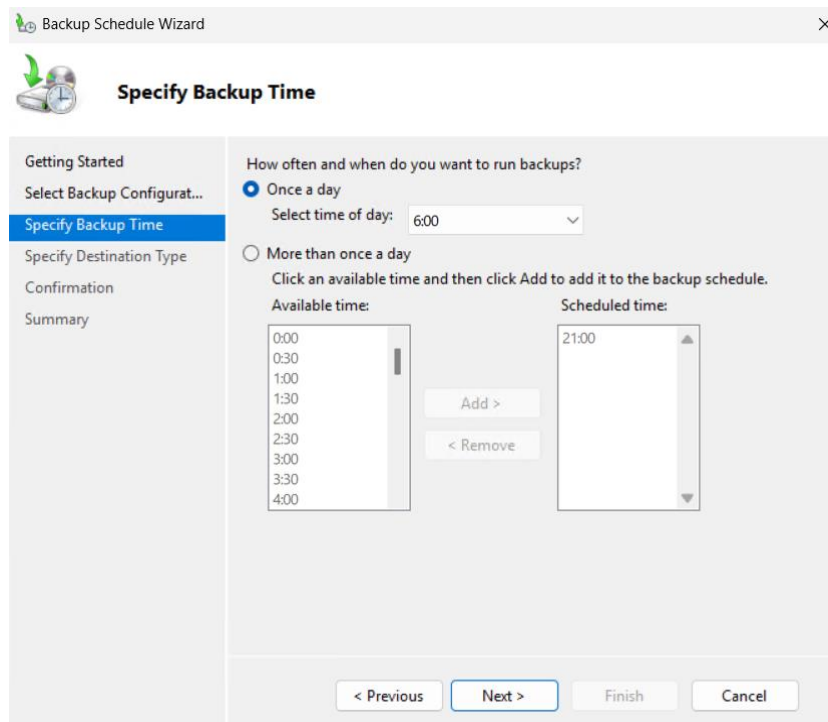 Backup Schedule Wizard
Specify Backup Time
Getting Started
Select Backup Configurat...
Specify Backup Time
Specify Destination Type
Confirmation
Summary
How often and when do you want to run backups?
Once a day
Select time of day: 6:00
More than once a day
Click an available time and then click Add to add it to the backup schedule.
Available time:
0:00
0:30
1:00
1:30
2:00
2:30
3:00
3:30
4:00
Add >
< Remove
Scheduled time:
21:00
< Previous Next > Finish Cancel